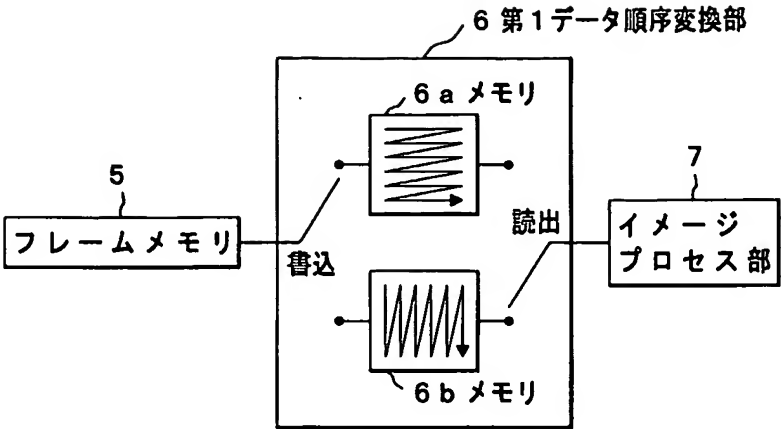 6 第1データ順序変換部
6a メモリ
5
7
フレームメモリ
書込
読出
イメージ
プロセス部
6b メモリ